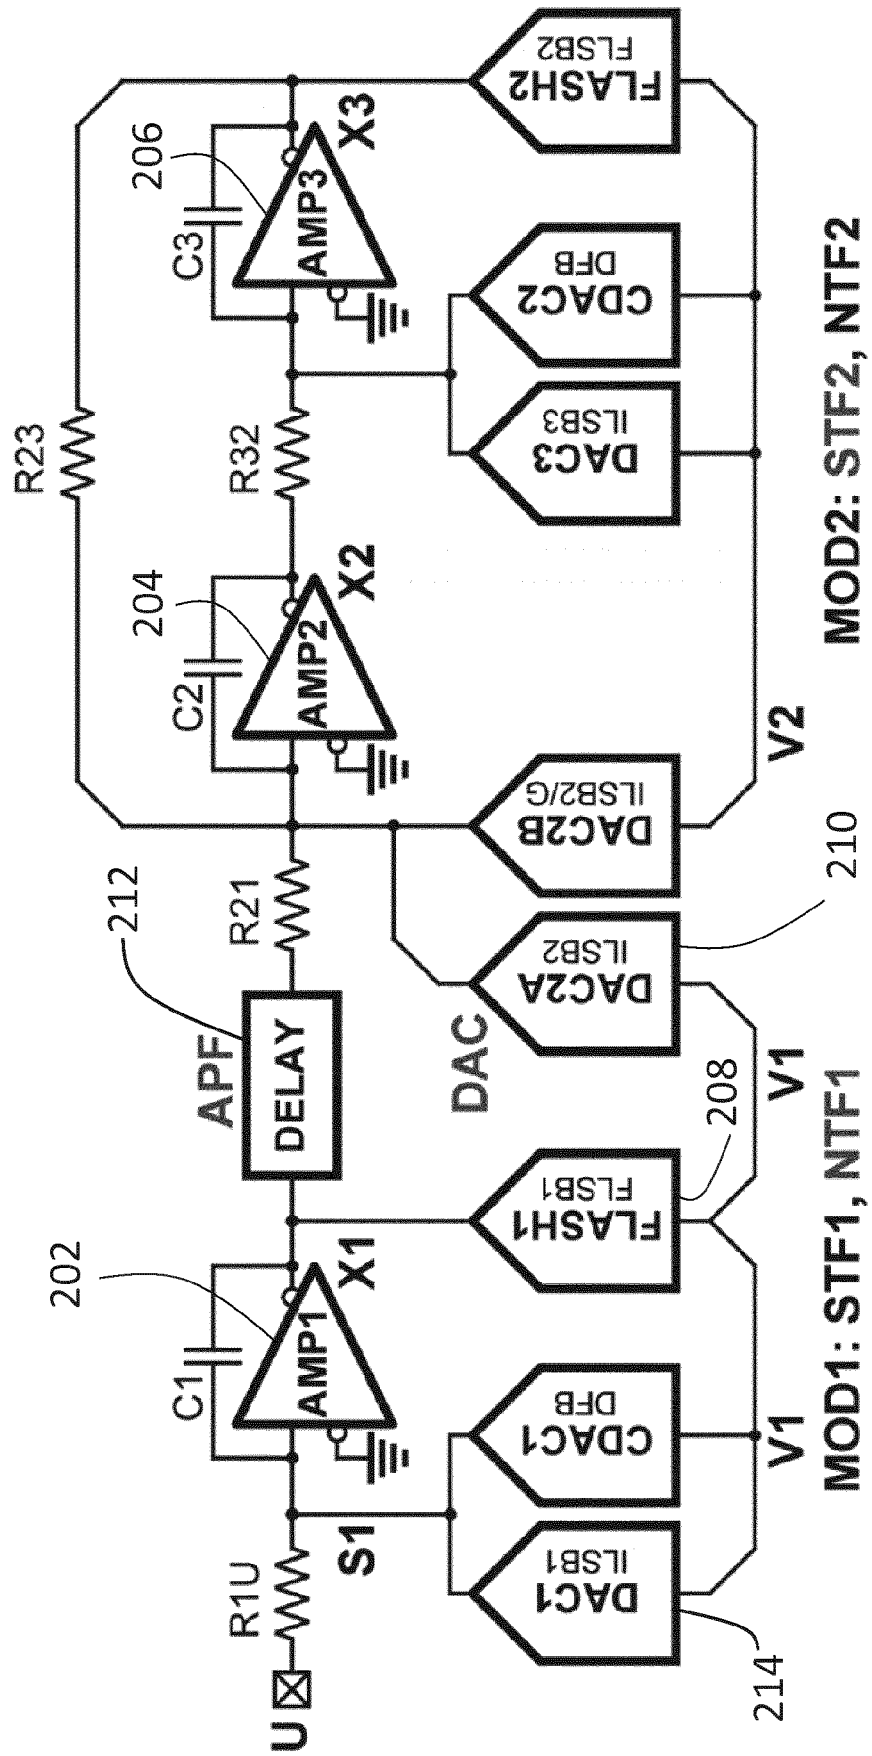 U
R1U
S1
C1
AMP1
202
X1
APF
DELAY
212
R21
C2
AMP2
204
X2
R23
R32
C3
AMP3
206
X3
DAC1
ILSB1
214
CDAC1
DFB
FLASH1
FLSB1
208
DAC
DAC2A
ILSB2
210
DAC2B
ILSB2/G
DAC3
ILSB3
CDAC2
DFB
FLASH2
FLSB2
V1
V1
V2
MOD1: STF1, NTF1
MOD2: STF2, NTF2